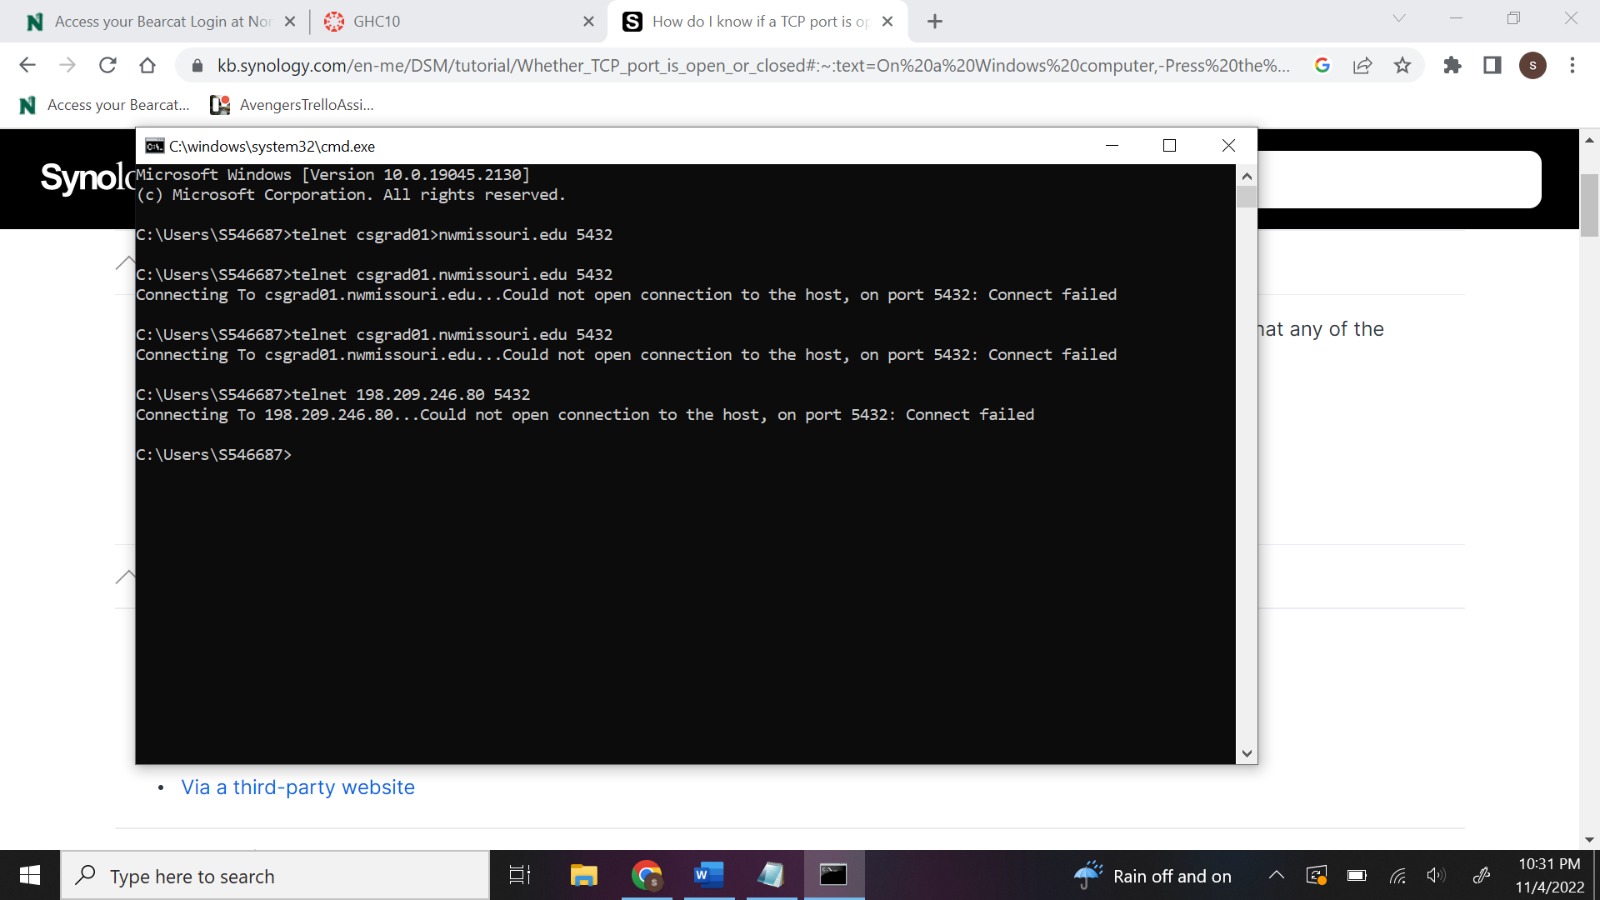 Access your Bearcat Login at Nor
GHC10
How do I know if a TCP port is op
kb.synology.com/en-me/DSM/tutorial/Whether_TCP_port_is_open_or_closed#:~:text=On%20a%20Windows%20computer,-Press%20the%...
S
Access your Bearcat...
AvengersTrelloAssi...
C:\windows\system32\cmd.exe
Synolo
Microsoft Windows [Version 10.0.19045.2130]
(c) Microsoft Corporation. All rights reserved.
C:\Users\S546687>telnet csgrad01>nwmissouri.edu 5432
C:\Users\S546687>telnet csgrad01.nwmissouri.edu 5432
Connecting To csgrad01.nwmissouri.edu...Could not open connection to the host, on port 5432: Connect failed
hat any of the
C:\Users\S546687>telnet csgrad01.nwmissouri.edu 5432
Connecting To csgrad01.nwmissouri.edu...Could not open connection to the host, on port 5432: Connect failed
C:\Users\S546687>telnet 198.209.246.80 5432
Connecting To 198.209.246.80...Could not open connection to the host, on port 5432: Connect failed
C:\Users\S546687>
• Via a third-party website
Type here to search
Rain off and on
10:31 PM
11/4/2022